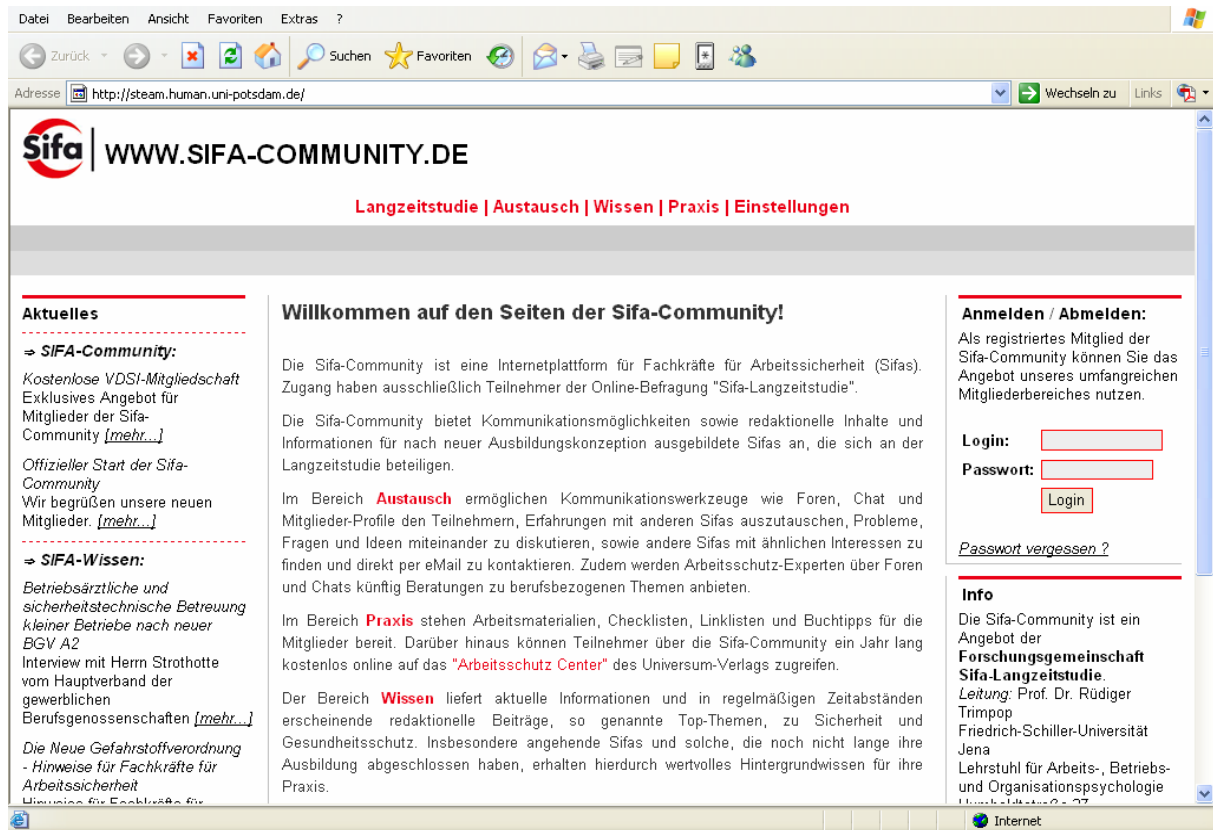 Datei Bearbeiten Ansicht Favoriten Extras ?
Zurück Suchen Favoriten
Adresse http://steam.human.uni-potsdam.de/ Wechseln zu Links
Sifa WWW.SIFA-COMMUNITY.DE
Langzeitstudie | Austausch | Wissen | Praxis | Einstellungen
Aktuelles
⇒ SIFA-Community:
Kostenlose VDSI-Mitgliedschaft
Exklusives Angebot für
Mitglieder der Sifa-
Community [mehr...]
Offizieller Start der Sifa-
Community
Wir begrüßen unsere neuen
Mitglieder. [mehr...]
⇒ SIFA-Wissen:
Betriebsärztliche und
sicherheitstechnische Betreuung
kleiner Betriebe nach neuer
BGV A2
Interview mit Herrn Strothotte
vom Hauptverband der
gewerblichen
Berufsgenossenschaften [mehr...]
Die Neue Gefahrstoffverordnung
- Hinweise für Fachkräfte für
Arbeitssicherheit
Hinweise für Fachkräfte für
Willkommen auf den Seiten der Sifa-Community!
Die Sifa-Community ist eine Internetplattform für Fachkräfte für Arbeitssicherheit (Sifas).
Zugang haben ausschließlich Teilnehmer der Online-Befragung "Sifa-Langzeitstudie".
Die Sifa-Community bietet Kommunikationsmöglichkeiten sowie redaktionelle Inhalte und
Informationen für nach neuer Ausbildungskonzeption ausgebildete Sifas an, die sich an der
Langzeitstudie beteiligen.
Im Bereich Austausch ermöglichen Kommunikationswerkzeuge wie Foren, Chat und
Mitglieder-Profile den Teilnehmern, Erfahrungen mit anderen Sifas auszutauschen, Probleme,
Fragen und Ideen miteinander zu diskutieren, sowie andere Sifas mit ähnlichen Interessen zu
finden und direkt per eMail zu kontaktieren. Zudem werden Arbeitsschutz-Experten über Foren
und Chats künftig Beratungen zu berufsbezogenen Themen anbieten.
Im Bereich Praxis stehen Arbeitsmaterialien, Checklisten, Linklisten und Buchtipps für die
Mitglieder bereit. Darüber hinaus können Teilnehmer über die Sifa-Community ein Jahr lang
kostenlos online auf das "Arbeitsschutz Center" des Universum-Verlags zugreifen.
Der Bereich Wissen liefert aktuelle Informationen und in regelmäßigen Zeitabständen
erscheinende redaktionelle Beiträge, so genannte Top-Themen, zu Sicherheit und
Gesundheitsschutz. Insbesondere angehende Sifas und solche, die noch nicht lange ihre
Ausbildung abgeschlossen haben, erhalten hierdurch wertvolles Hintergrundwissen für ihre
Praxis.
Anmelden / Abmelden:
Als registriertes Mitglied der
Sifa-Community können Sie das
Angebot unseres umfangreichen
Mitgliederbereiches nutzen.
Login:
Passwort:
Login
Passwort vergessen ?
Info
Die Sifa-Community ist ein
Angebot der
Forschungsgemeinschaft
Sifa-Langzeitstudie.
Leitung: Prof. Dr. Rüdiger
Trimpop
Friedrich-Schiller-Universität
Jena
Lehrstuhl für Arbeits-, Betriebs-
und Organisationspsychologie
Humboldtstraße 27
Internet